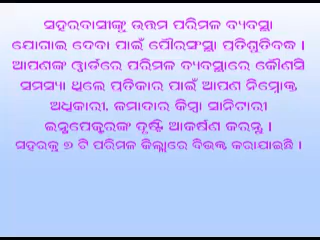 ସହରବାସୀଙ୍କୁ ଉତ୍ତମ ପରିମଳ ବ୍ୟବସ୍ଥା
ଯୋଗାଇ ଦେବା ପାଇଁ ପୌରସଂସ୍ଥା ପ୍ରତିଶୃତିବଦ୍ଧ ।
ଆପଣଙ୍କ ୱାର୍ଡରେ ପରିମଳ ବ୍ୟବସ୍ଥାରେ କୌଣସି
ସମସ୍ୟା ଥିଲେ ପ୍ରତିକାର ପାଇଁ ଆପଣ ନିମ୍ନୋକ୍ତ
ଅଧିକାରୀ, ଜମାଦାର କିମ୍ବା ସାନିଟାରୀ
ଇନ୍ସପେକ୍ଟରଙ୍କ ଦୃଷ୍ଟି ଆକର୍ଷଣ କରନ୍ତୁ ।
ସହରକୁ ୭ ଟି ପରିମଳ ଜିଲ୍ଲାରେ ବିଭକ୍ତ କରାଯାଇଛି ।